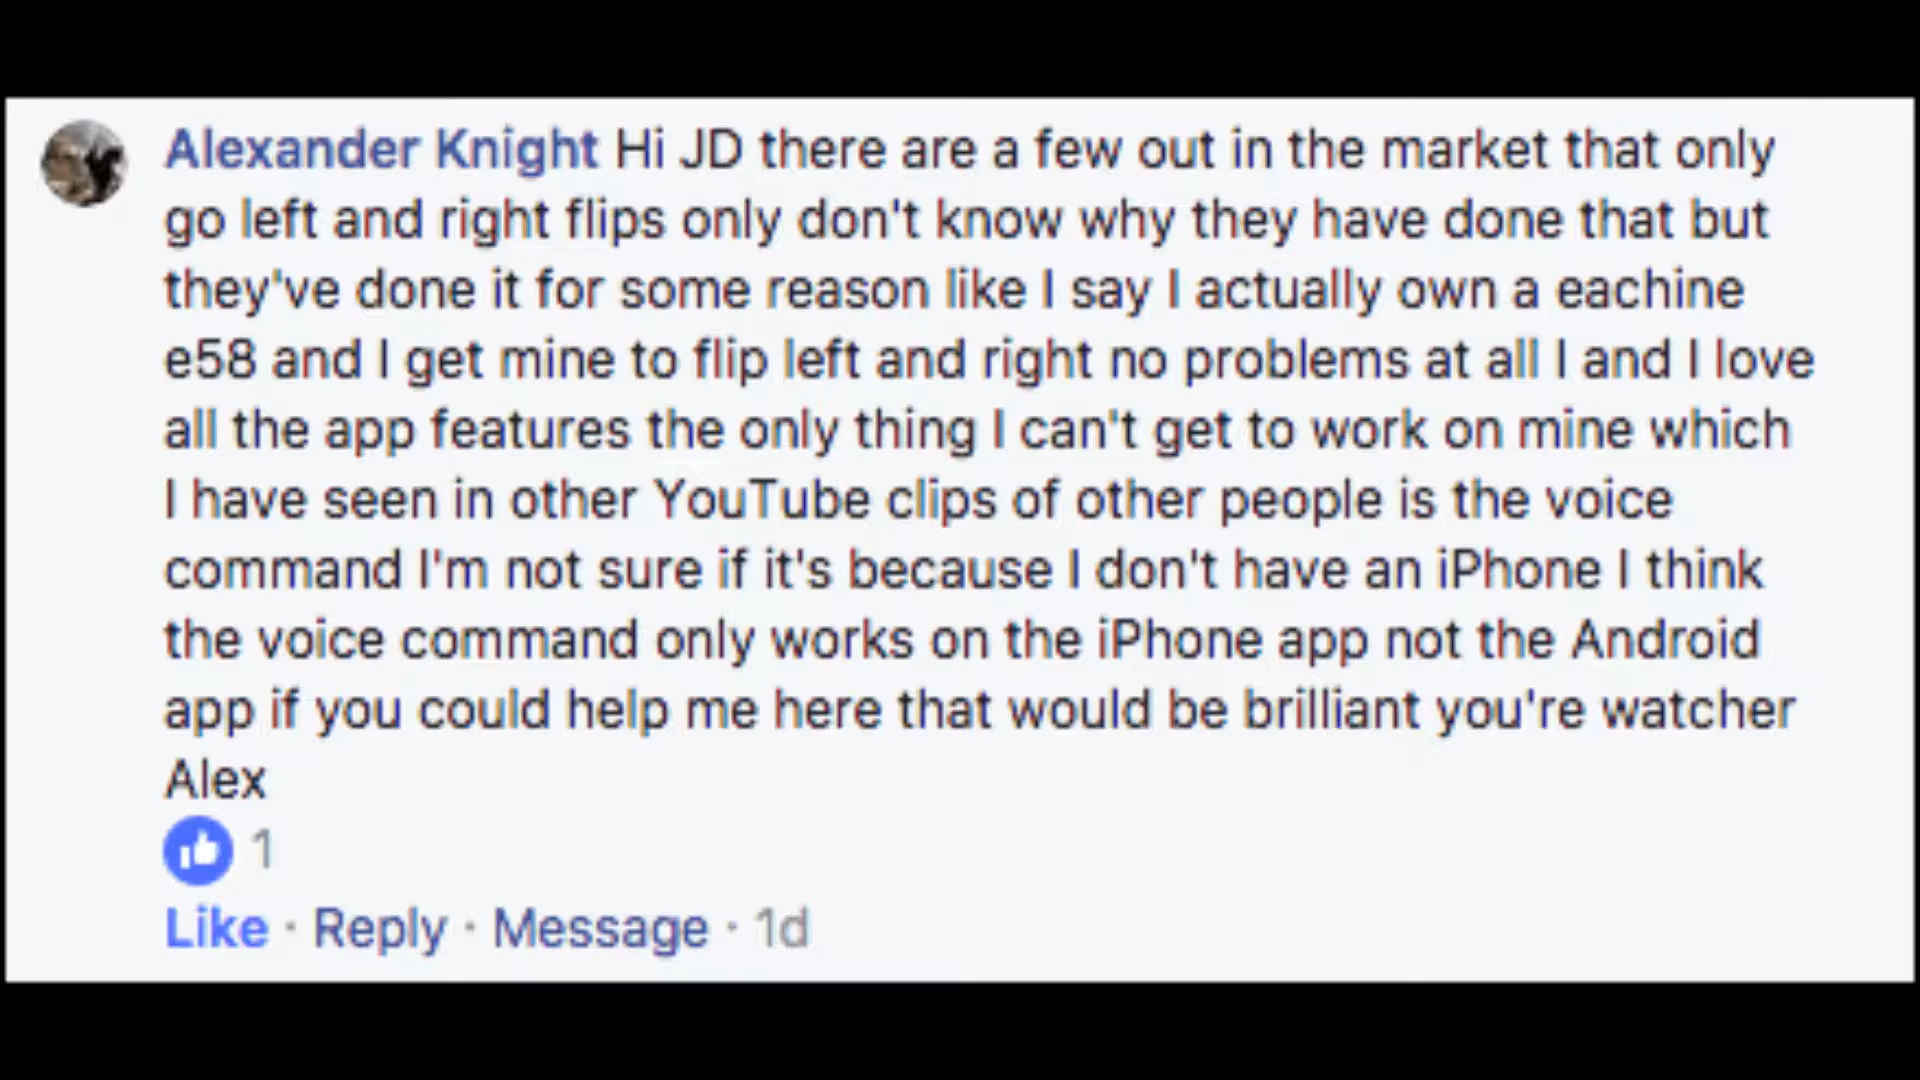 Alexander Knight Hi JD there are a few out in the market that only
go left and right flips only don't know why they have done that but
they've done it for some reason like I say I actually own a eachine
e58 and I get mine to flip left and right no problems at all I and I love
all the app features the only thing I can't get to work on mine which
I have seen in other YouTube clips of other people is the voice
command I'm not sure if it's because I don't have an iPhone I think
the voice command only works on the iPhone app not the Android
app if you could help me here that would be brilliant you're watcher
Alex
1
Like · Reply · Message · 1d